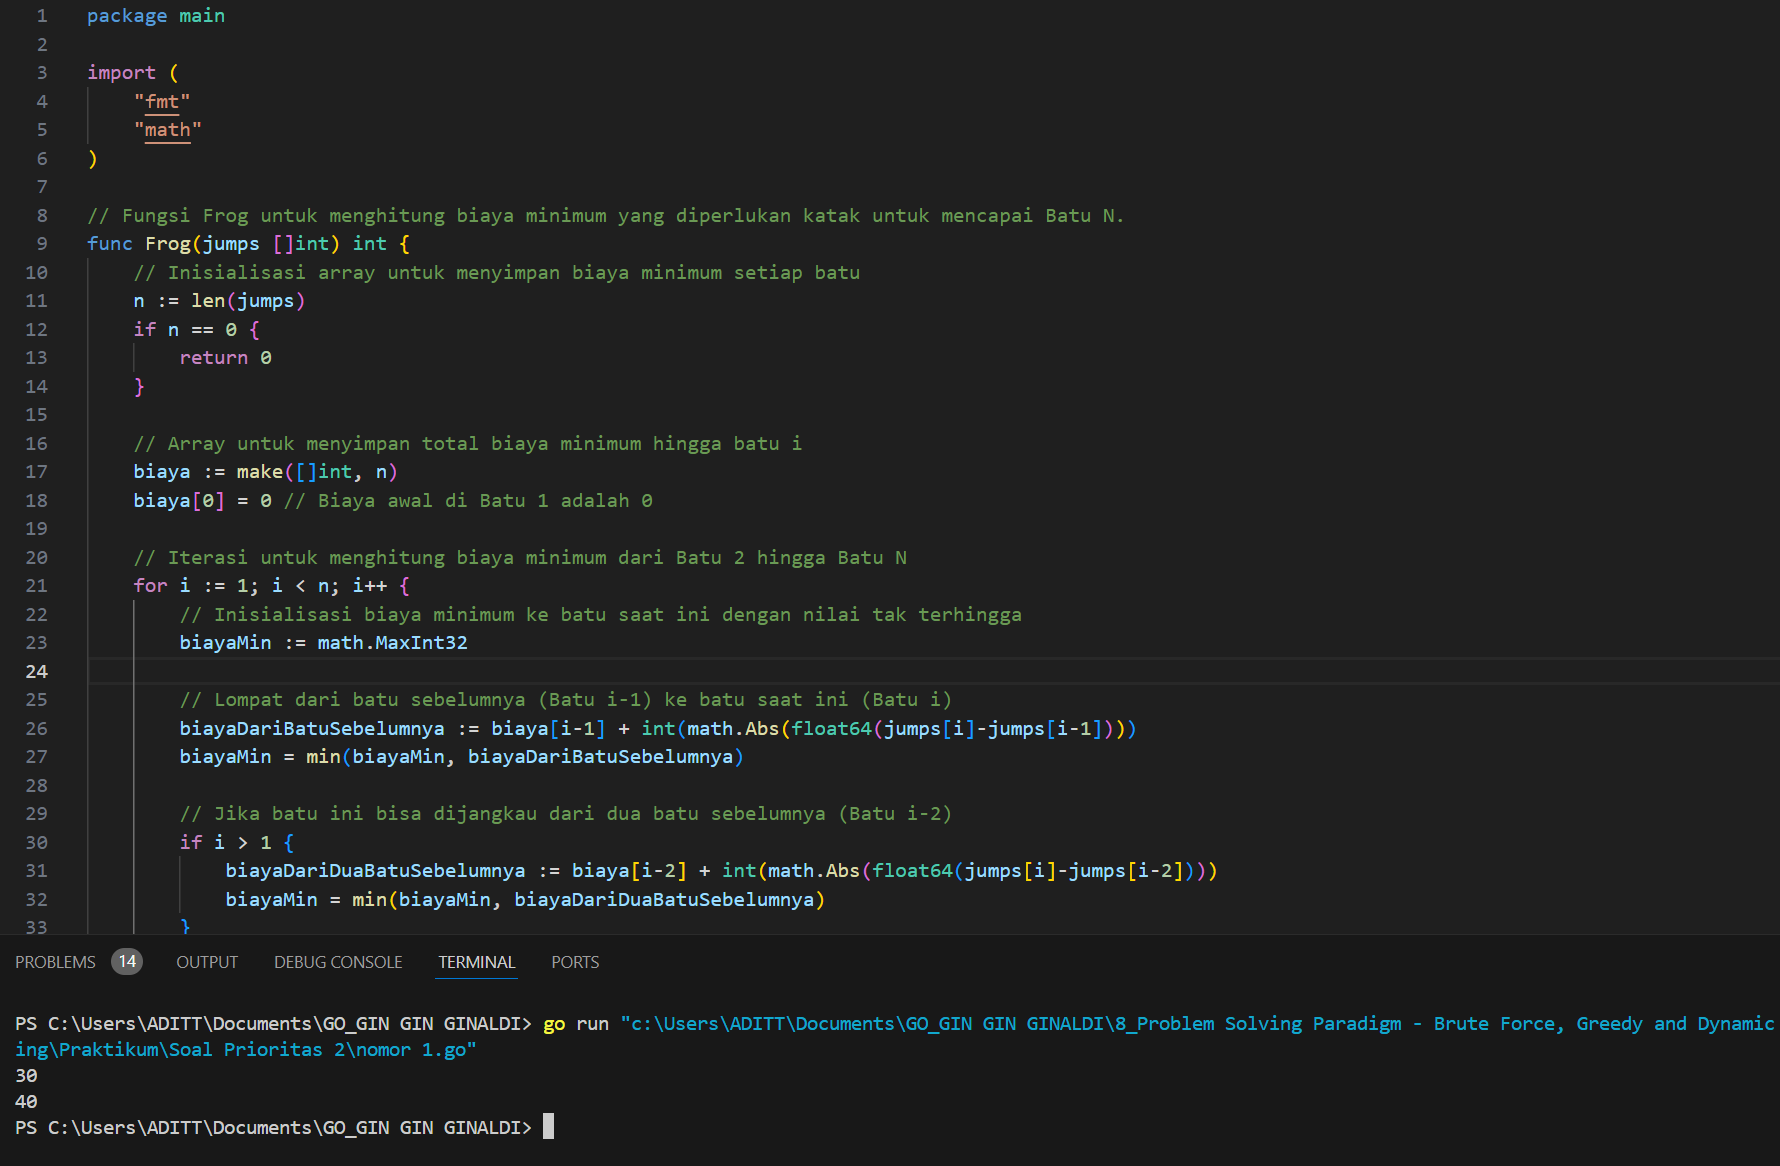 1 package main
2
3 import (
4     "fmt"
5     "math"
6 )
7
8 // Fungsi Frog untuk menghitung biaya minimum yang diperlukan katak untuk mencapai Batu N.
9 func Frog(jumps []int) int {
10     // Inisialisasi array untuk menyimpan biaya minimum setiap batu
11     n := len(jumps)
12     if n == 0 {
13         return 0
14     }
15
16     // Array untuk menyimpan total biaya minimum hingga batu i
17     biaya := make([]int, n)
18     biaya[0] = 0 // Biaya awal di Batu 1 adalah 0
19
20     // Iterasi untuk menghitung biaya minimum dari Batu 2 hingga Batu N
21     for i := 1; i < n; i++ {
22         // Inisialisasi biaya minimum ke batu saat ini dengan nilai tak terhingga
23         biayaMin := math.MaxInt32
24
25         // Lompat dari batu sebelumnya (Batu i-1) ke batu saat ini (Batu i)
26         biayaDariBatuSebelumnya := biaya[i-1] + int(math.Abs(float64(jumps[i]-jumps[i-1])))
27         biayaMin = min(biayaMin, biayaDariBatuSebelumnya)
28
29         // Jika batu ini bisa dijangkau dari dua batu sebelumnya (Batu i-2)
30         if i > 1 {
31             biayaDariDuaBatuSebelumnya := biaya[i-2] + int(math.Abs(float64(jumps[i]-jumps[i-2])))
32             biayaMin = min(biayaMin, biayaDariDuaBatuSebelumnya)
33         }
PROBLEMS 14 OUTPUT DEBUG CONSOLE TERMINAL PORTS
PS C:\Users\ADITT\Documents\GO_GIN GIN GINALDI> go run "c:\Users\ADITT\Documents\GO_GIN GIN GINALDI\8_Problem Solving Paradigm - Brute Force, Greedy and Dynamic
ing\Praktikum\Soal Prioritas 2\nomor 1.go"
30
40
PS C:\Users\ADITT\Documents\GO_GIN GIN GINALDI>